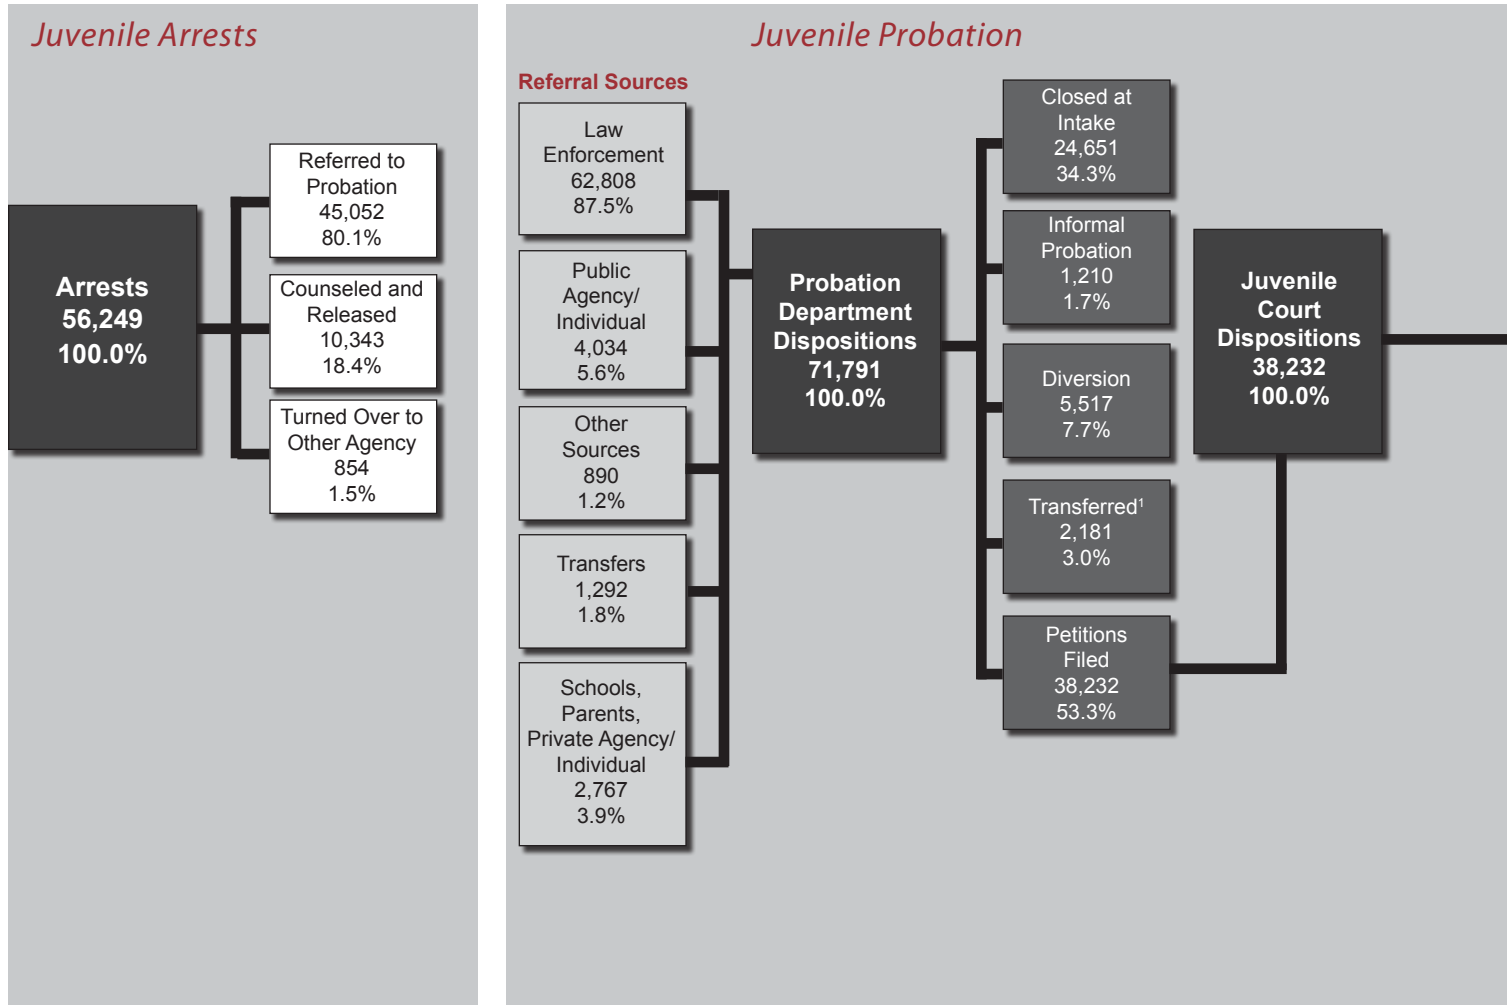 Juvenile Arrests
Arrests
56,249
100.0%
Referred to
Probation
45,052
80.1%
Counseled and
Released
10,343
18.4%
Turned Over to
Other Agency
854
1.5%
Juvenile Probation
Referral Sources
Law
Enforcement
62,808
87.5%
Public
Agency/
Individual
4,034
5.6%
Other
Sources
890
1.2%
Transfers
1,292
1.8%
Schools,
Parents,
Private Agency/
Individual
2,767
3.9%
Probation
Department
Dispositions
71,791
100.0%
Closed at
Intake
24,651
34.3%
Informal
Probation
1,210
1.7%
Diversion
5,517
7.7%
Transferred¹
2,181
3.0%
Petitions
Filed
38,232
53.3%
Juvenile
Court
Dispositions
38,232
100.0%